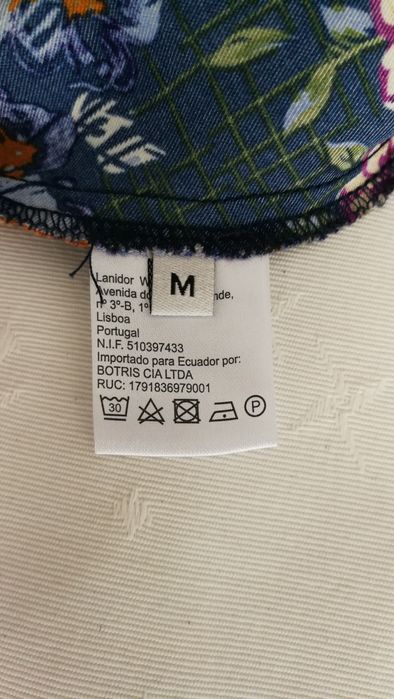 M
Lanidor W
Avenida do nde,
nº 3º-B, 1º
Lisboa
Portugal
N.I.F. 510397433
Importado para Ecuador por:
BOTRIS CIA LTDA
RUC: 1791836979001
30 P